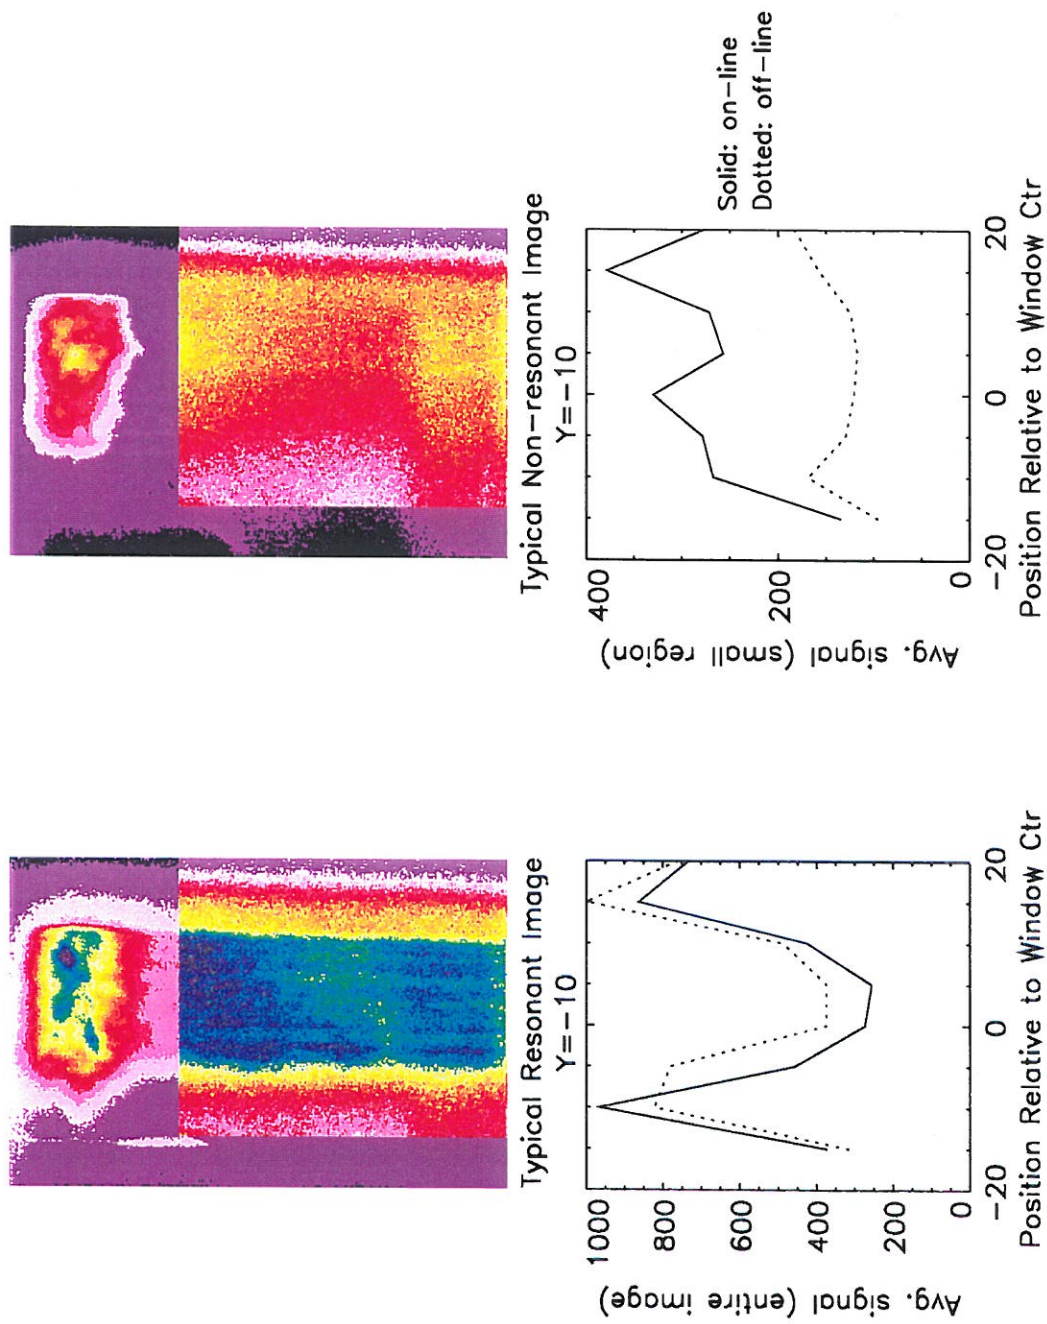 Typical Resonant Image
Typical Non-resonant Image
Y=-10
Avg. signal (entire image)
1000
800
600
400
200
0
-20
0
20
Position Relative to Window Ctr
Y=-10
Avg. signal (small region)
400
200
0
-20
0
20
Position Relative to Window Ctr
Solid: on-line
Dotted: off-line